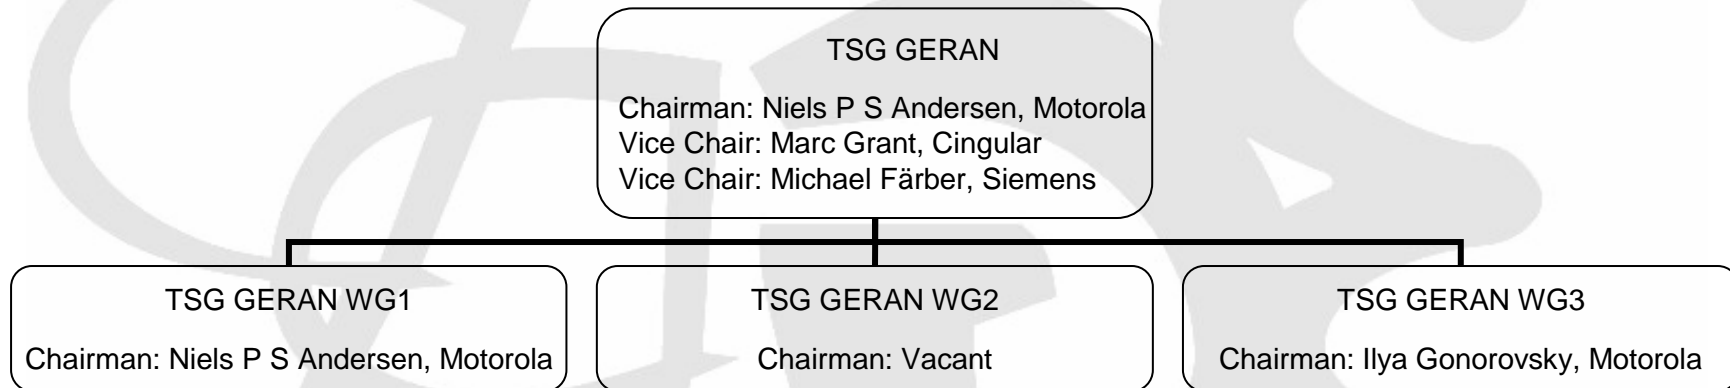 TSG GERAN
Chairman: Niels P S Andersen, Motorola
Vice Chair: Marc Grant, Cingular
Vice Chair: Michael Färber, Siemens
TSG GERAN WG1
Chairman: Niels P S Andersen, Motorola
TSG GERAN WG2
Chairman: Vacant
TSG GERAN WG3
Chairman: Ilya Gonorovsky, Motorola